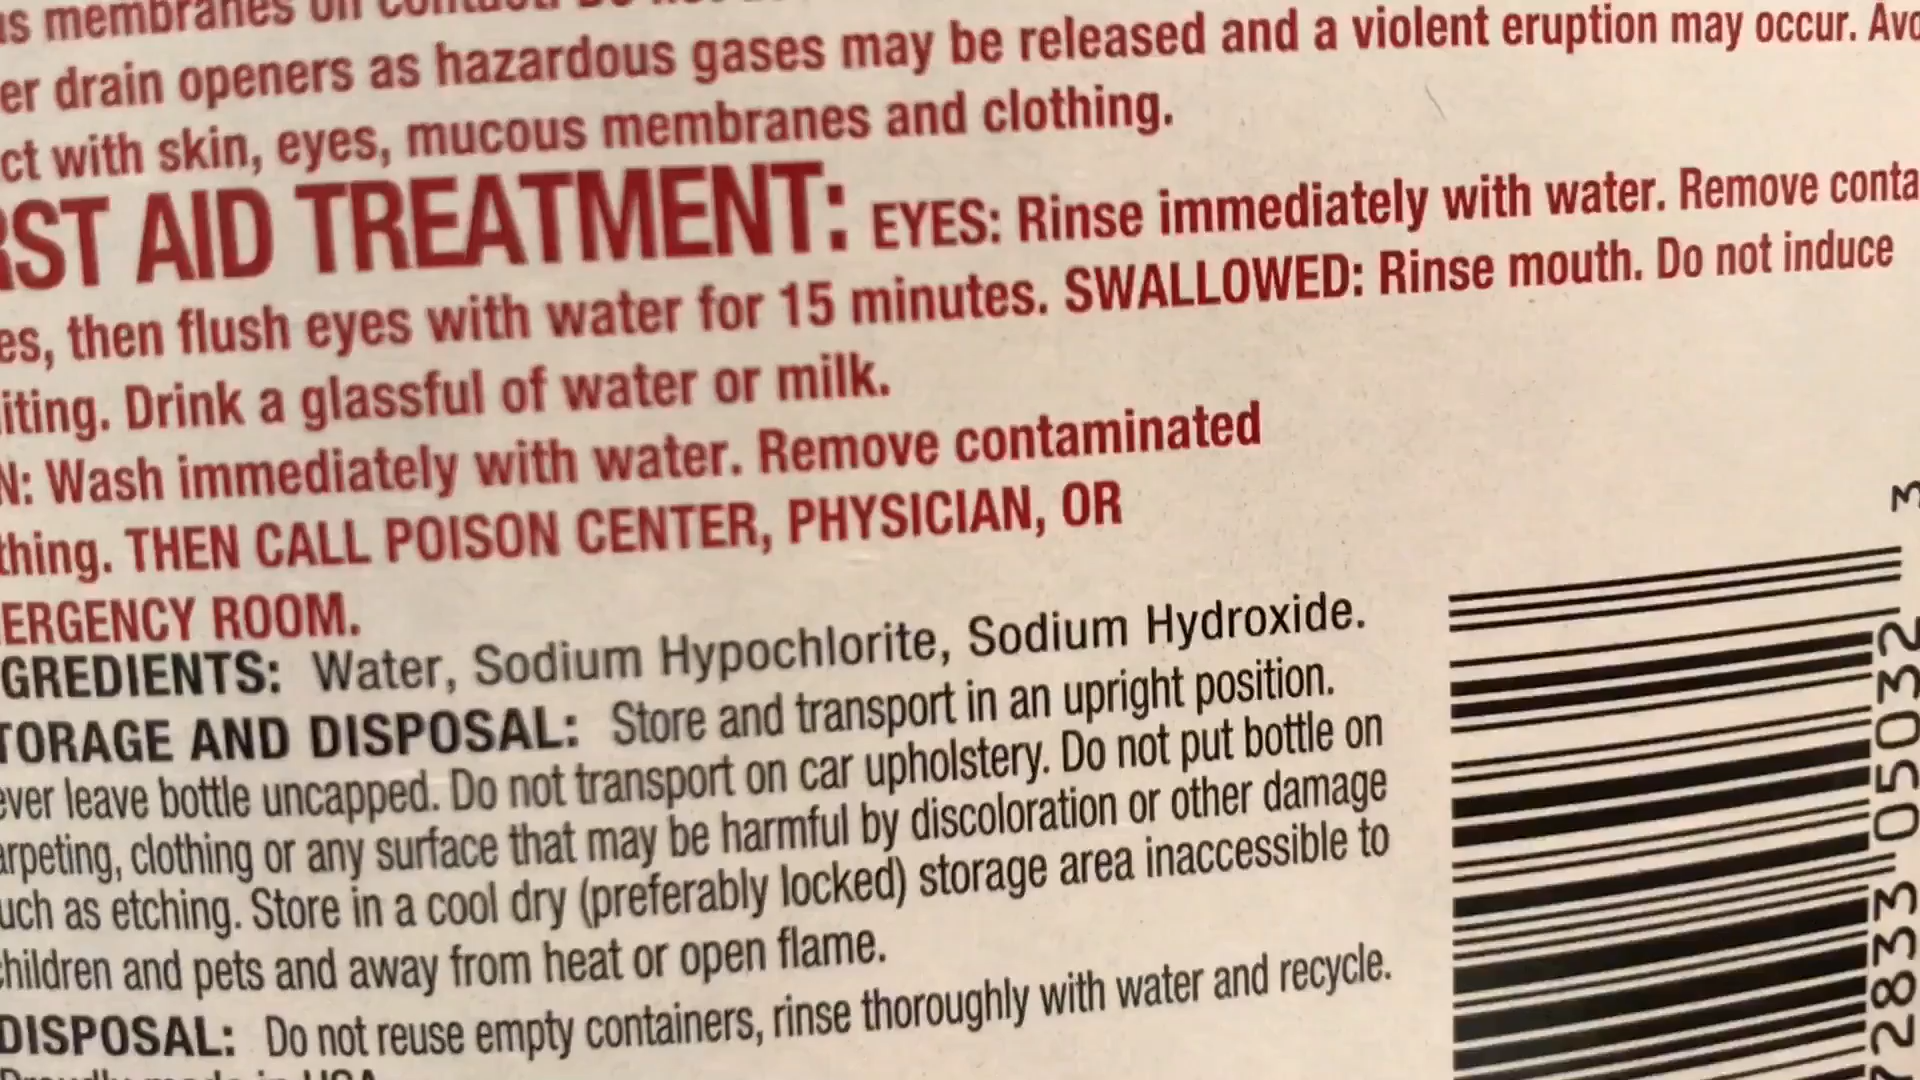 us membranes on contact. Do not
er drain openers as hazardous gases may be released and a violent eruption may occur. Avo
ct with skin, eyes, mucous membranes and clothing.
RST AID TREATMENT: EYES: Rinse immediately with water. Remove conta
es, then flush eyes with water for 15 minutes. SWALLOWED: Rinse mouth. Do not induce
iting. Drink a glassful of water or milk.
N: Wash immediately with water. Remove contaminated
thing. THEN CALL POISON CENTER, PHYSICIAN, OR
ERGENCY ROOM.
GREDIENTS: Water, Sodium Hypochlorite, Sodium Hydroxide.
TORAGE AND DISPOSAL: Store and transport in an upright position.
ever leave bottle uncapped. Do not transport on car upholstery. Do not put bottle on
arpeting, clothing or any surface that may be harmful by discoloration or other damage
uch as etching. Store in a cool dry (preferably locked) storage area inaccessible to
children and pets and away from heat or open flame.
DISPOSAL: Do not reuse empty containers, rinse thoroughly with water and recycle.
Proudly made in USA
72833 05032 3